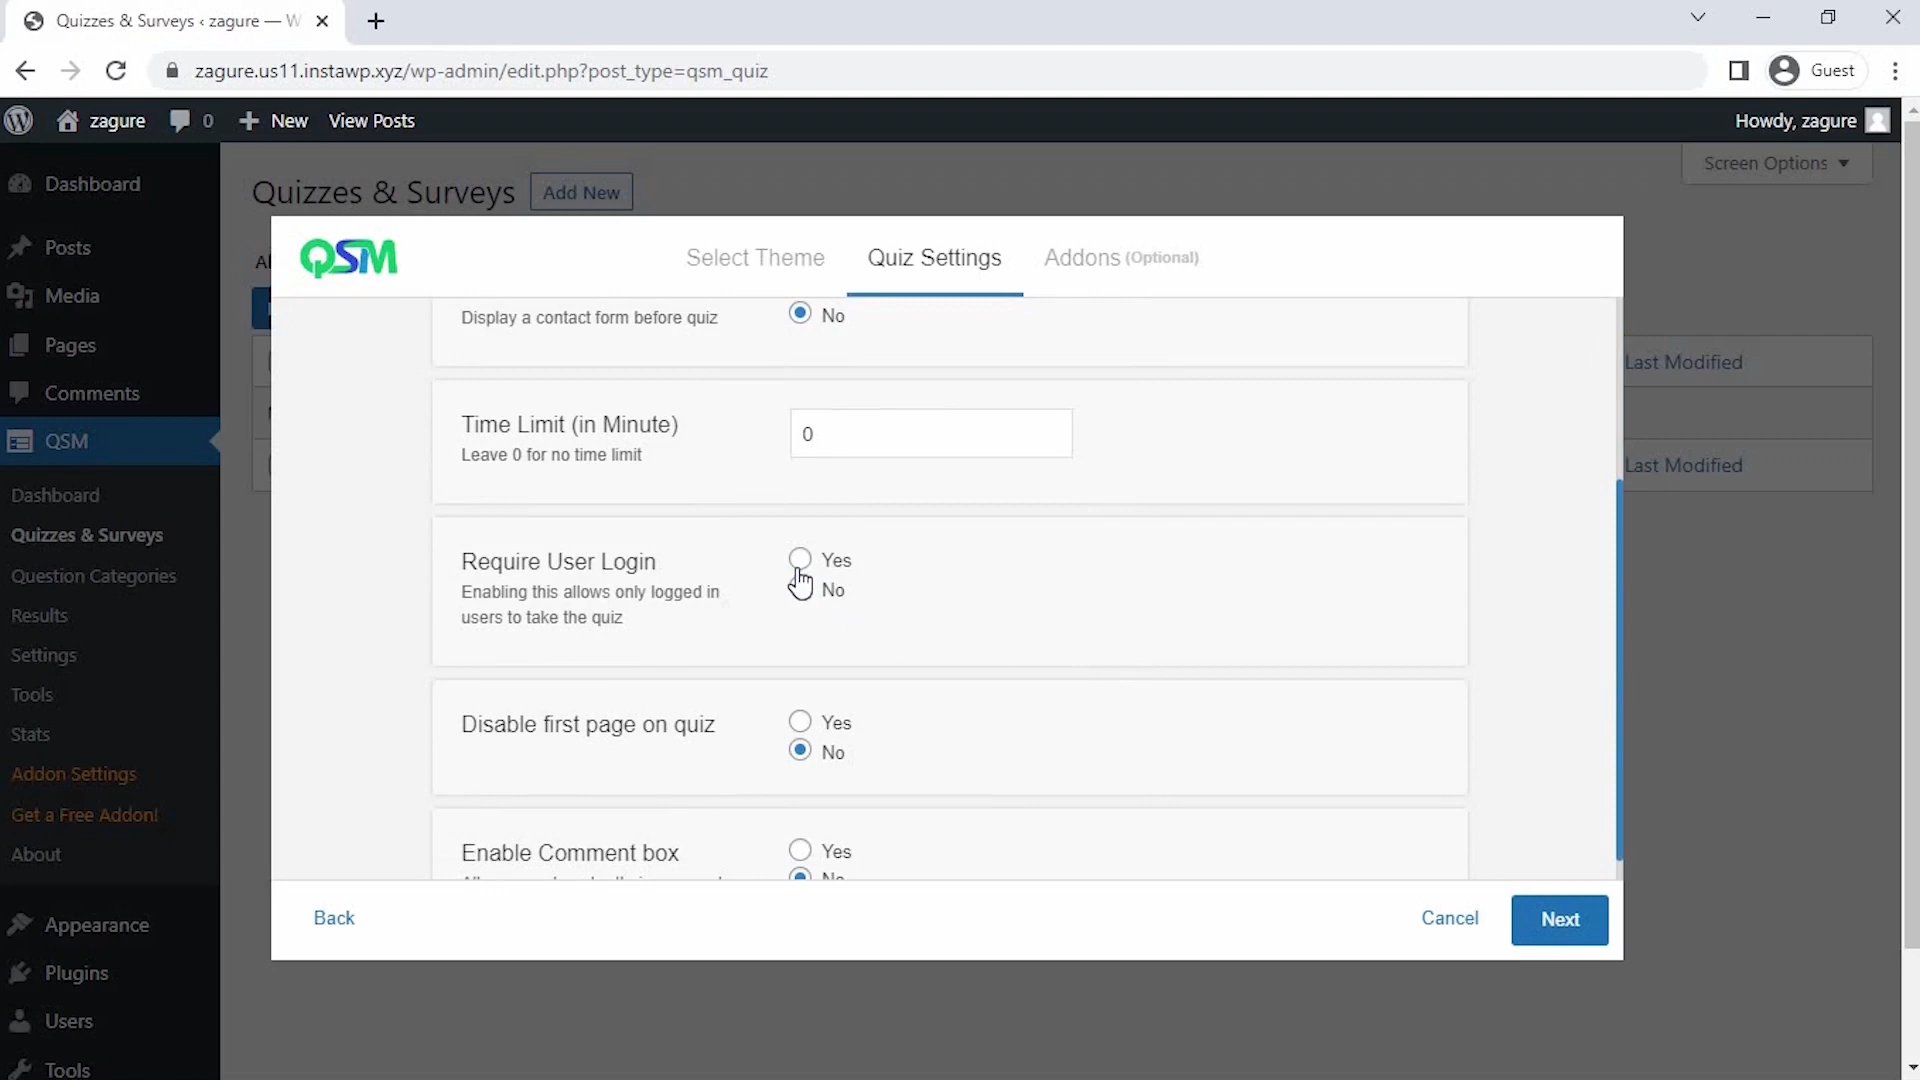 Quizzes & Surveys ‹ zagure — W
zagure.us11.instawp.xyz/wp-admin/edit.php?post_type=qsm_quiz
Guest
zagure
0
New
View Posts
Howdy, zagure
Screen Options
Dashboard
Posts
Media
Pages
Comments
QSM
Dashboard
Quizzes & Surveys
Question Categories
Results
Settings
Tools
Stats
Addon Settings
Get a Free Addon!
About
Appearance
Plugins
Users
Tools
Quizzes & Surveys
Add New
Last Modified
Last Modified
QSM
Select Theme
Quiz Settings
Addons (Optional)
Display a contact form before quiz
No
Time Limit (in Minute)
Leave 0 for no time limit
0
Require User Login
Enabling this allows only logged in
users to take the quiz
Yes
No
Disable first page on quiz
Yes
No
Enable Comment box
Yes
Back
Cancel
Next